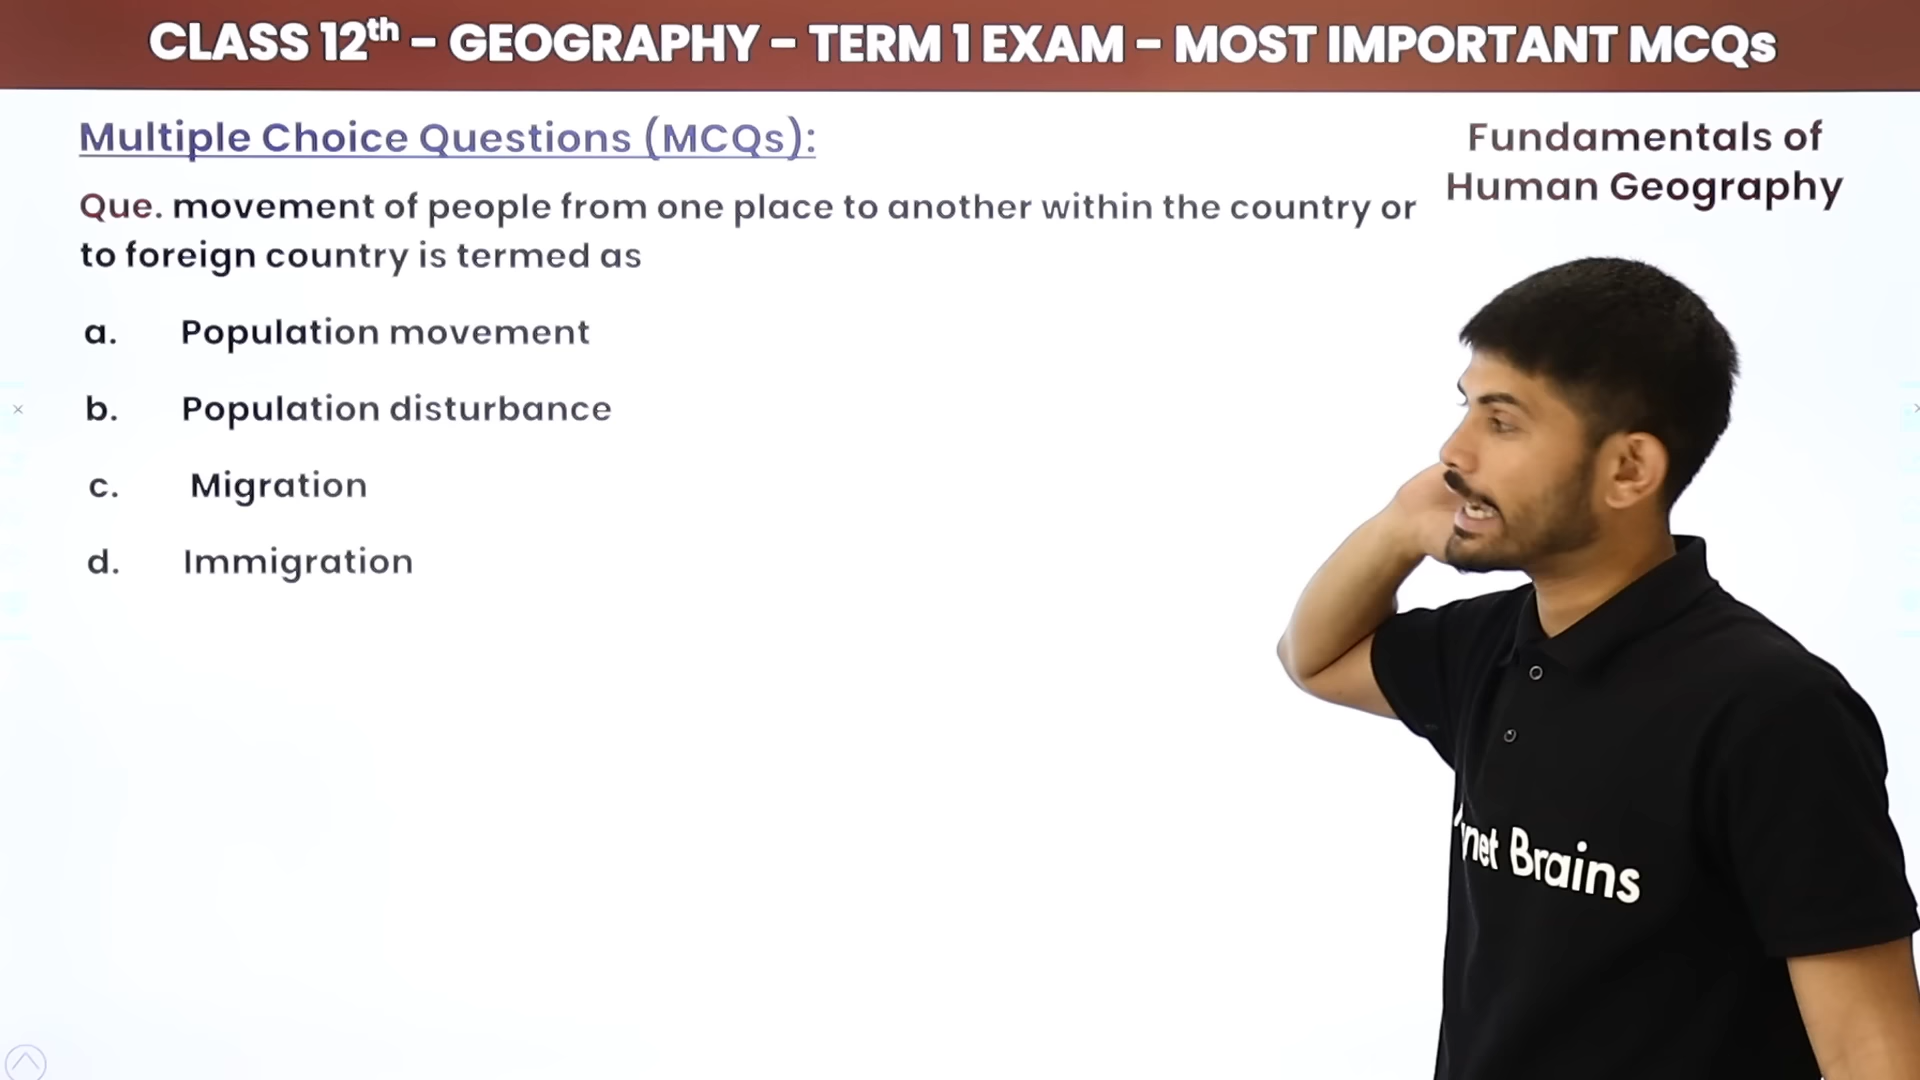 CLASS 12th - GEOGRAPHY - TERM 1 EXAM - MOST IMPORTANT MCQs
Multiple Choice Questions (MCQs):
Fundamentals of
Human Geography
Que. movement of people from one place to another within the country or
to foreign country is termed as
a. Population movement
b. Population disturbance
c. Migration
d. Immigration
Brains